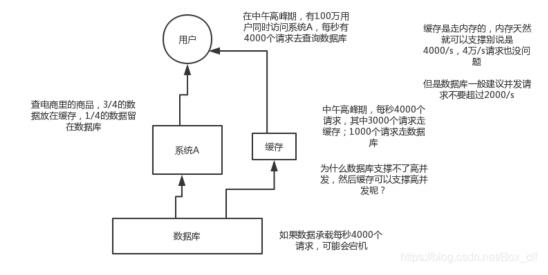 在中午高峰期，有100万用
户同时访问系统A，每秒有
4000个请求去查询数据库
用户
缓存是走内存的，内存天然
就可以支撑别说是
4000/s，4万/s请求也没问
题
但是数据库一般建议并发请
求不要超过2000/s
查电商里的商品，3/4的数
据放在缓存，1/4的数据留
在数据库
中午高峰期，每秒4000个
请求，其中3000个请求走
缓存；1000个请求走数据
库
系统A
缓存
为什么数据库支撑不了高并
发，然后缓存可以支撑高并
发呢？
数据库
如果数据承载每秒4000个
请求，可能会宕机